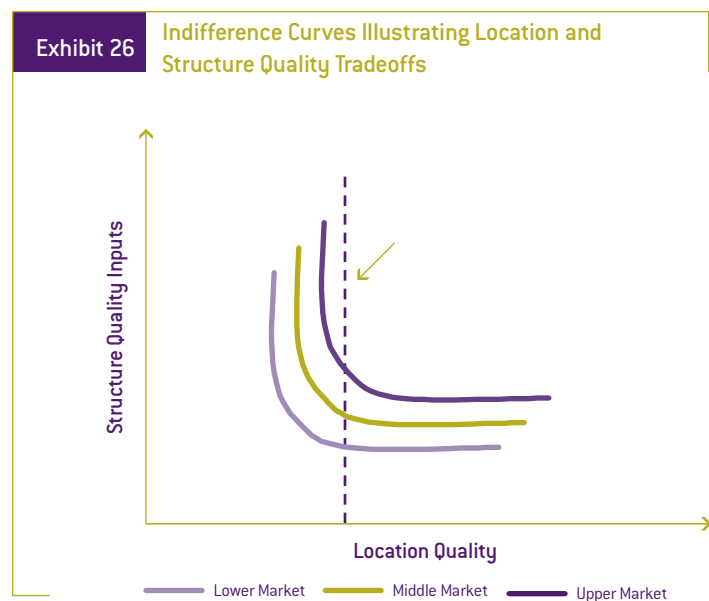 Exhibit 26
Indifference Curves Illustrating Location and
Structure Quality Tradeoffs
Structure Quality Inputs
Location Quality
Lower Market
Middle Market
Upper Market